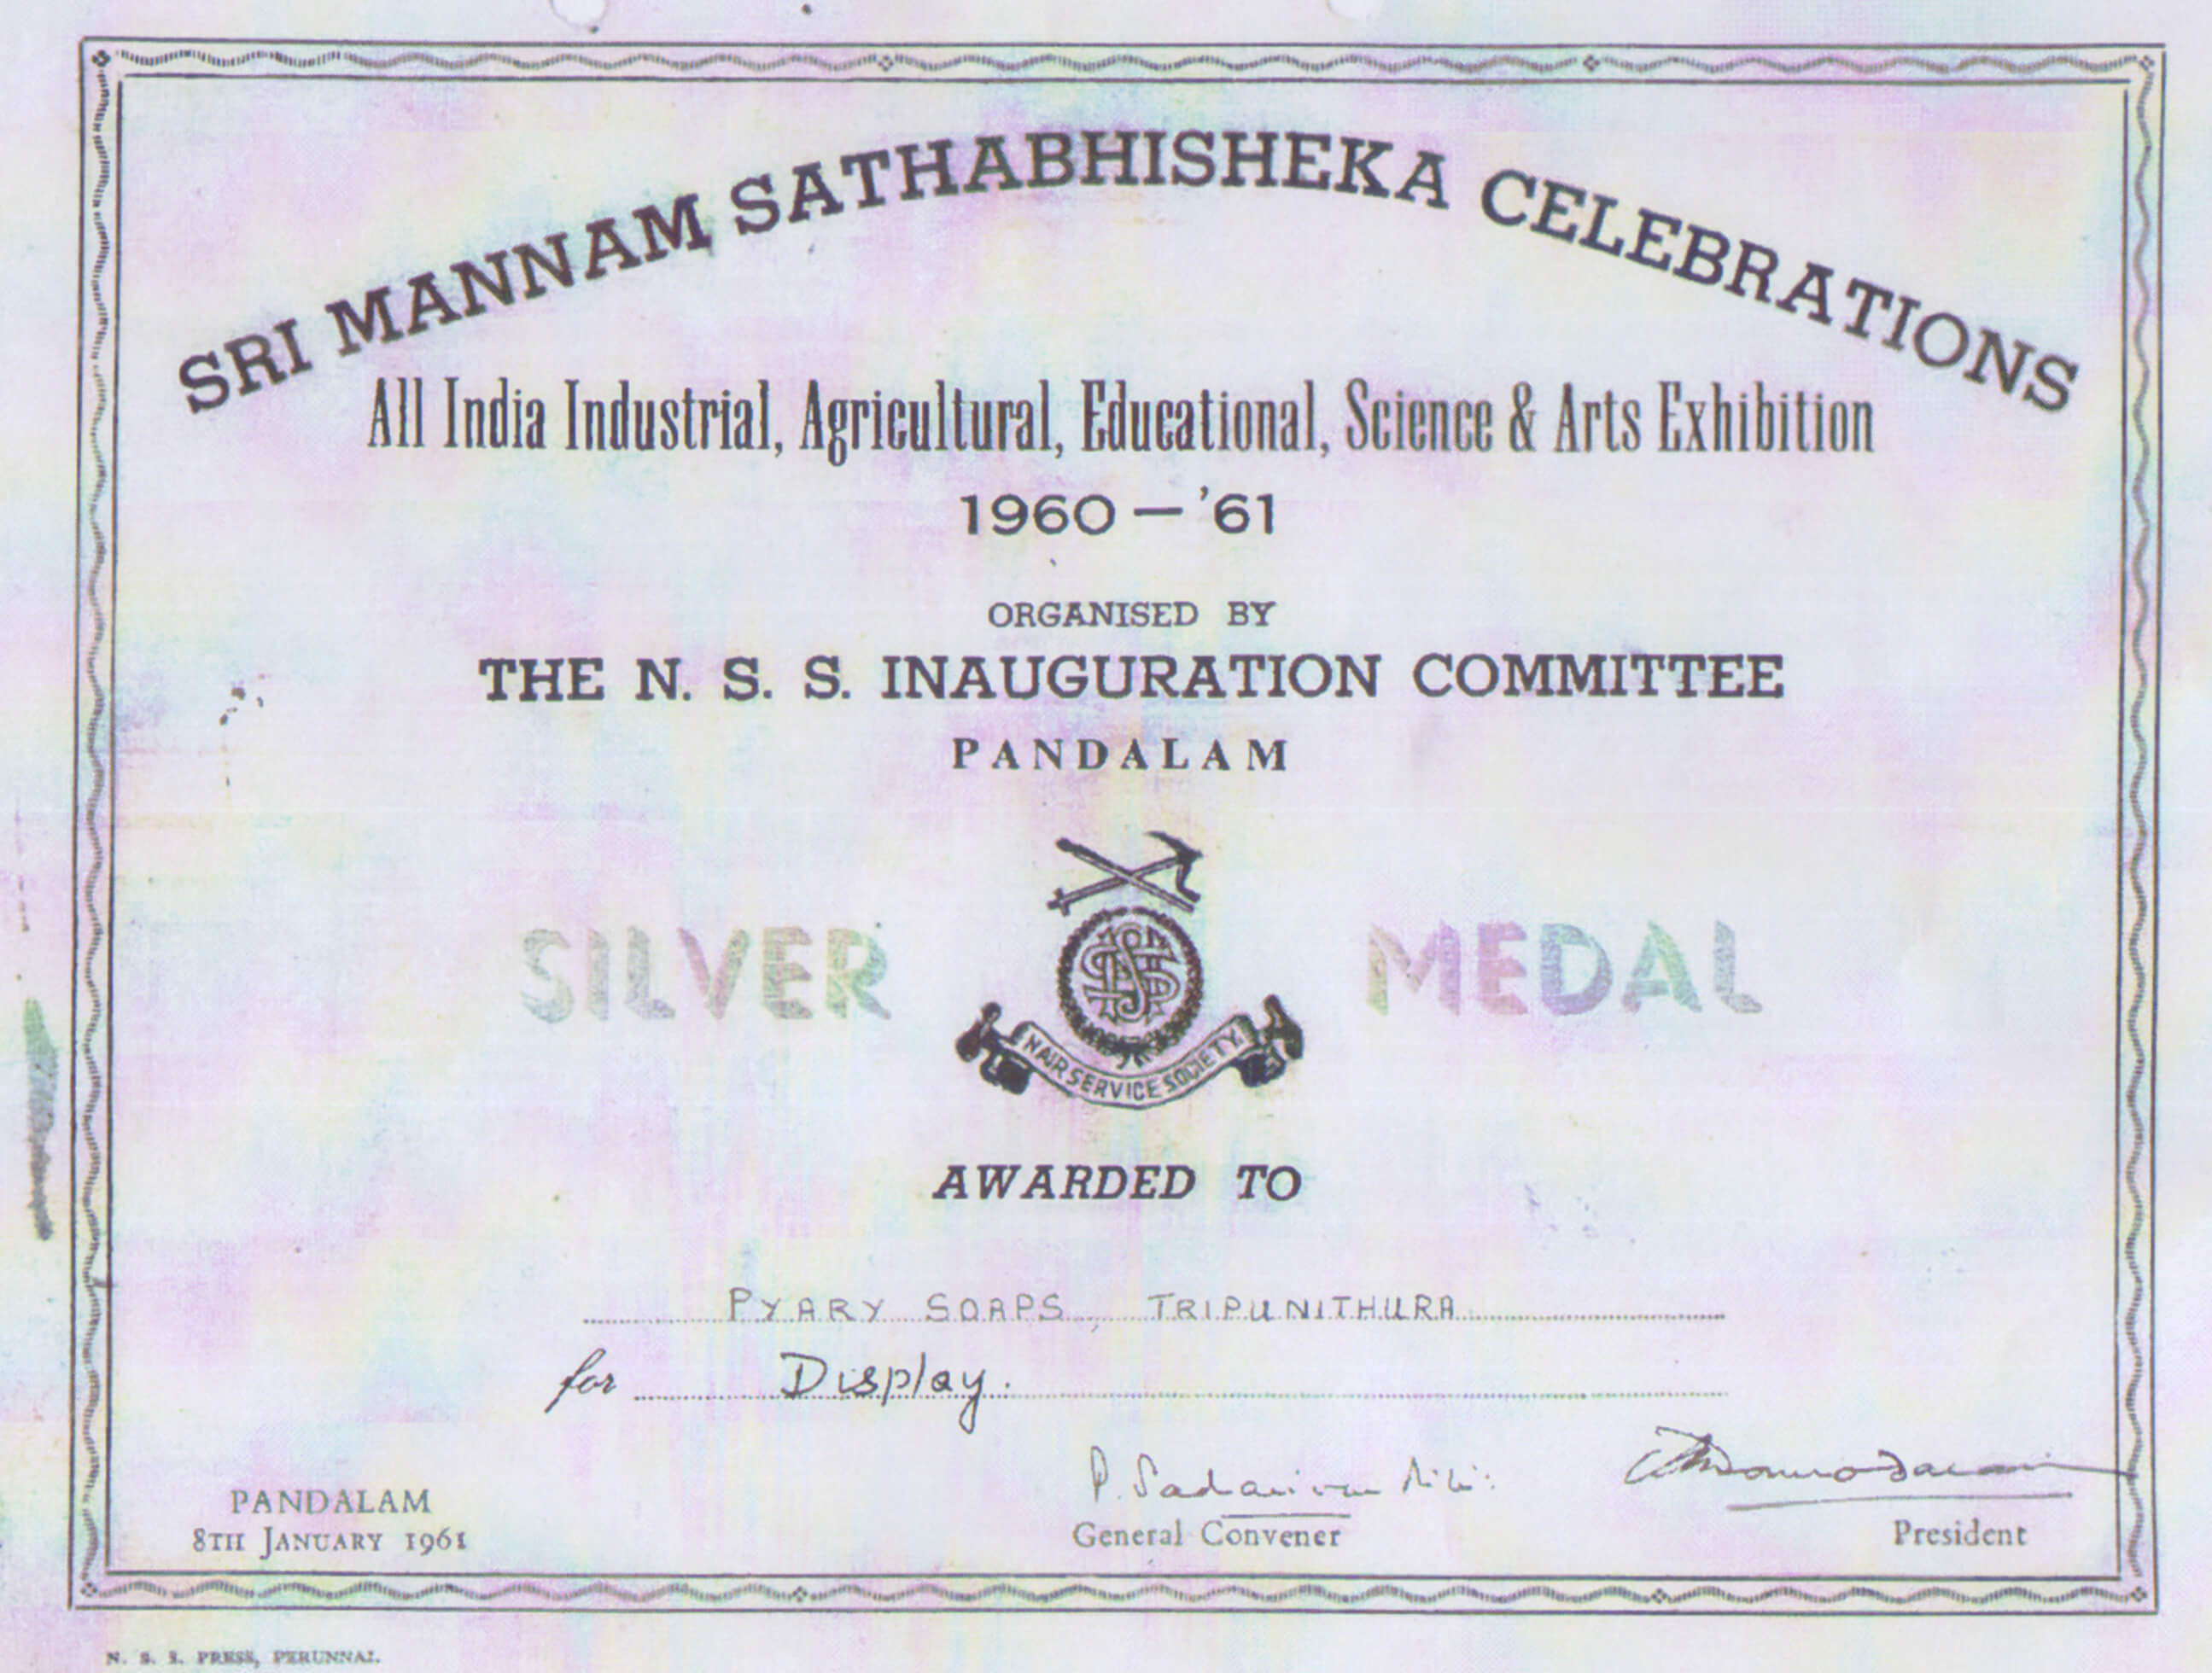 SRI MANNAM SATHABHISHEKA CELEBRATIONS
All India Industrial, Agricultural, Educational, Science & Arts Exhibition
1960 — '61
ORGANISED BY
THE N. S. S. INAUGURATION COMMITTEE
PANDALAM
SILVER MEDAL
NSS
NAIR SERVICE SOCIETY
AWARDED TO
PYARY SOAPS, TRIPUNITHURA
for Display.
P. Sadasivan
General Convener
President
PANDALAM
8TH JANUARY 1961
N. S. S. PRESS, PERUNNAI.